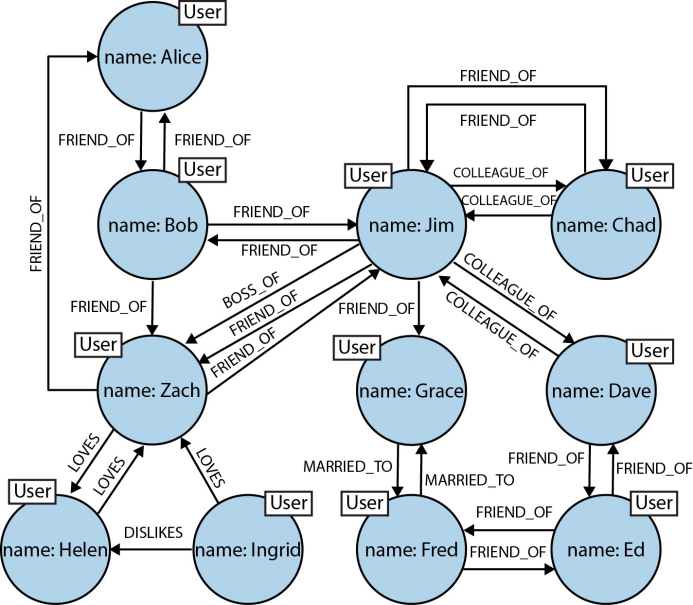 User
name: Alice
FRIEND_OF
FRIEND_OF
FRIEND_OF
FRIEND_OF
User
User
User
COLLEAGUE_OF
COLLEAGUE_OF
FRIEND_OF
name: Bob
name: Jim
name: Chad
FRIEND_OF
FRIEND_OF
BOSS_OF
COLLEAGUE_OF
FRIEND_OF
FRIEND_OF
FRIEND_OF
FRIEND_OF
COLLEAGUE_OF
User
User
User
name: Zach
name: Grace
name: Dave
LOVES
LOVES
LOVES
MARRIED_TO
MARRIED_TO
FRIEND_OF
FRIEND_OF
User
User
User
User
DISLIKES
FRIEND_OF
name: Helen
name: Ingrid
name: Fred
FRIEND_OF
name: Ed